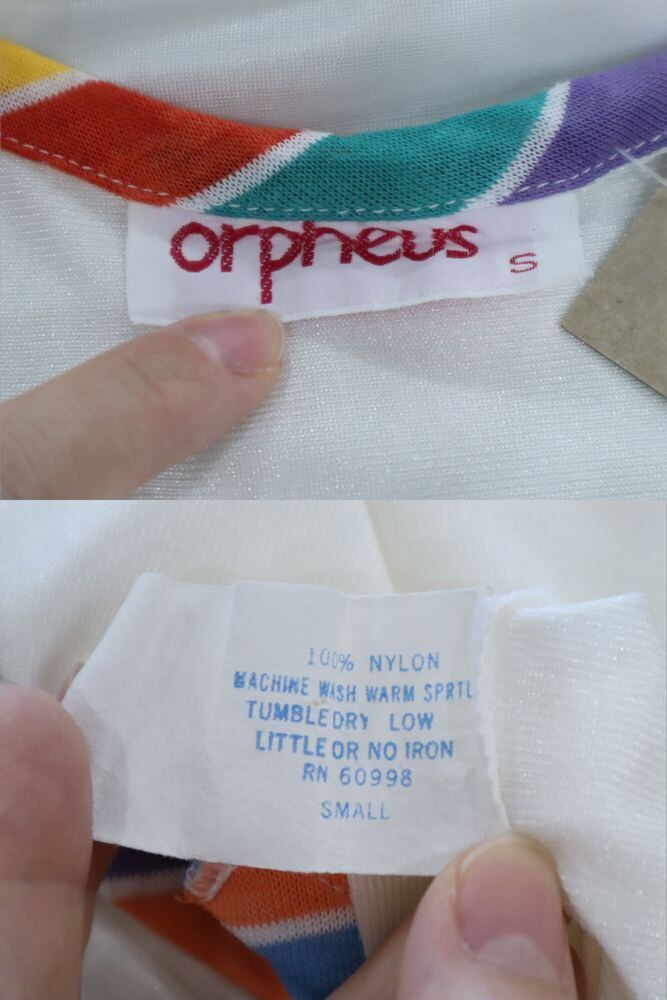 orpheus s
100% NYLON
MACHINE WASH WARM SPRTL
TUMBLE DRY LOW
LITTLE OR NO IRON
RN 60998
SMALL